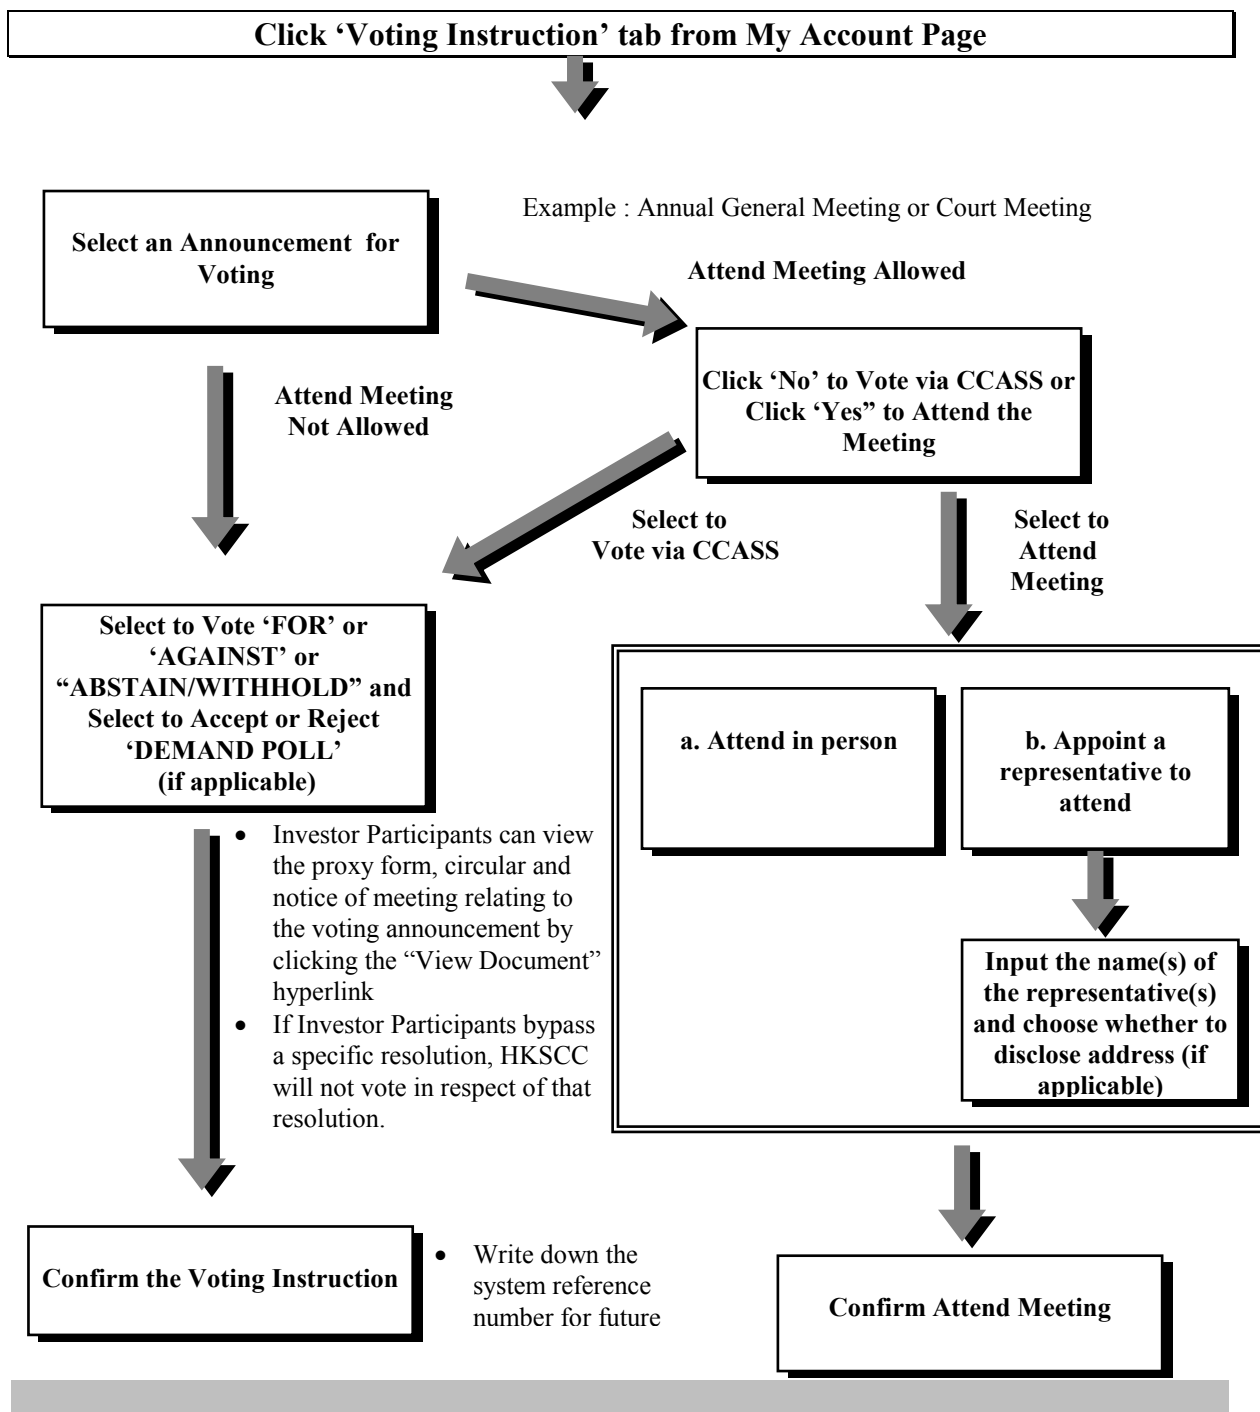 Click ‘Voting Instruction’ tab from My Account Page
Example : Annual General Meeting or Court Meeting
Select an Announcement for
Voting
Attend Meeting Allowed
Click ‘No’ to Vote via CCASS or
Click ‘Yes” to Attend the
Meeting
Attend Meeting
Not Allowed
Select to
Vote via CCASS
Select to
Attend
Meeting
Select to Vote ‘FOR’ or
‘AGAINST’ or
“ABSTAIN/WITHHOLD” and
Select to Accept or Reject
‘DEMAND POLL’
(if applicable)
a. Attend in person
b. Appoint a
representative to
attend
• Investor Participants can view
the proxy form, circular and
notice of meeting relating to
the voting announcement by
clicking the “View Document”
hyperlink
• If Investor Participants bypass
a specific resolution, HKSCC
will not vote in respect of that
resolution.
Input the name(s) of
the representative(s)
and choose whether to
disclose address (if
applicable)
Confirm the Voting Instruction
• Write down the
system reference
number for future
Confirm Attend Meeting